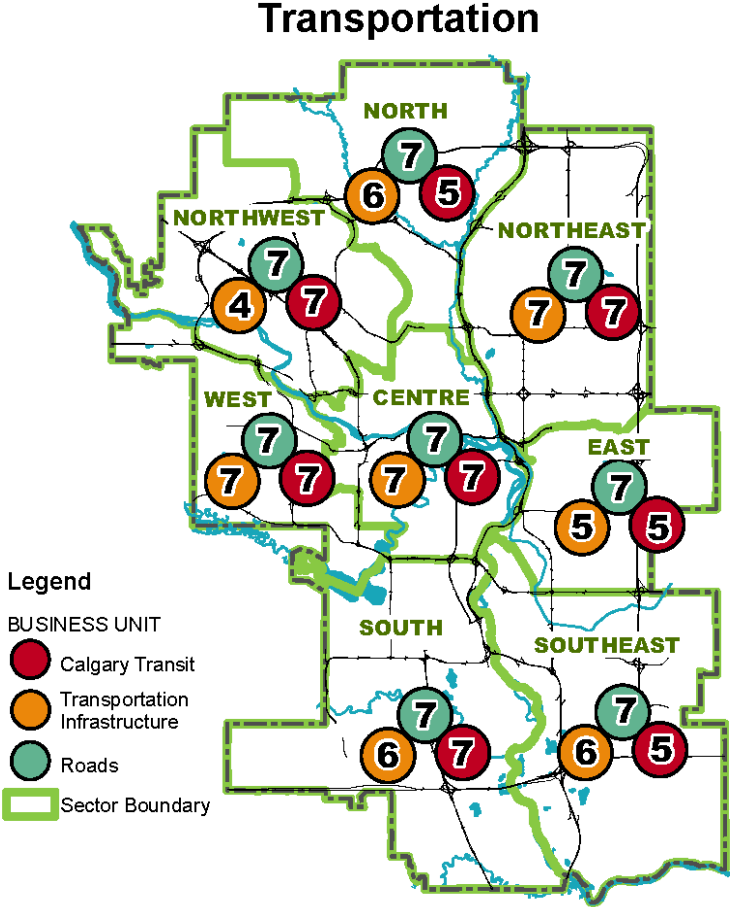 Transportation
NORTH
7
6 5
NORTHWEST
7
4 7
NORTHEAST
7
7 7
WEST
7
7 7
CENTRE
7
7 7
EAST
7
5 5
SOUTH
7
6 7
SOUTHEAST
7
6 5
Legend
BUSINESS UNIT
Calgary Transit
Transportation
Infrastructure
Roads
Sector Boundary